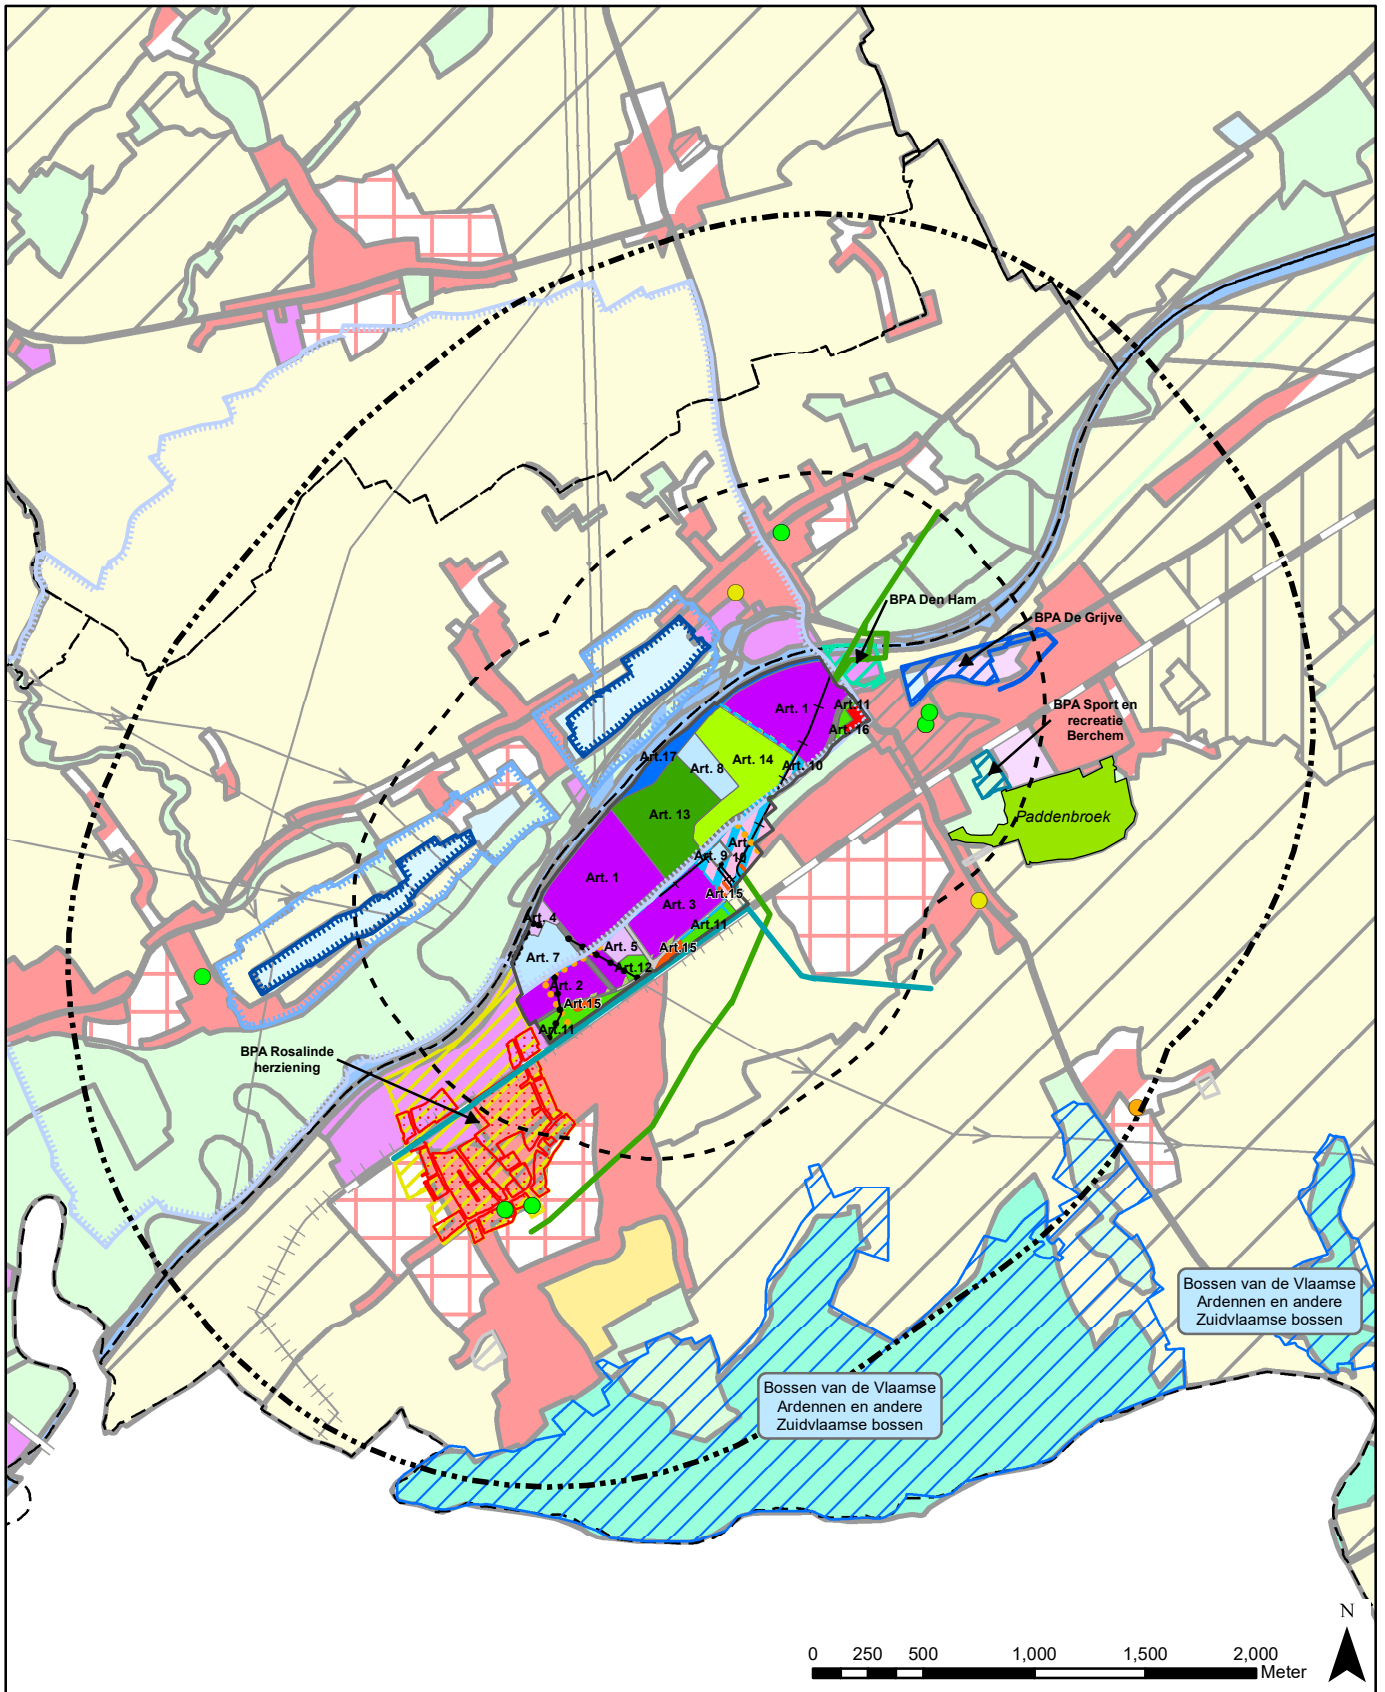 BPA Den Ham
BPA De Grijve
BPA Sport en
recreatie
Berchem
Paddenbroek
Art. 1
Art.11
Art. 16
Art.17
Art. 8
Art. 14
Art. 10
Art. 13
Art. 9
Art.
10
Art. 1
Art.15
Art. 3
Art.11
Art. 4
Art. 5
Art.15
Art. 7
Art.12
Art. 2
Art.15
Art.11
BPA Rosalinde
herziening
Bossen van de Vlaamse
Ardennen en andere
Zuidvlaamse bossen
Bossen van de Vlaamse
Ardennen en andere
Zuidvlaamse bossen
N
0 250 500 1,000 1,500 2,000
Meter